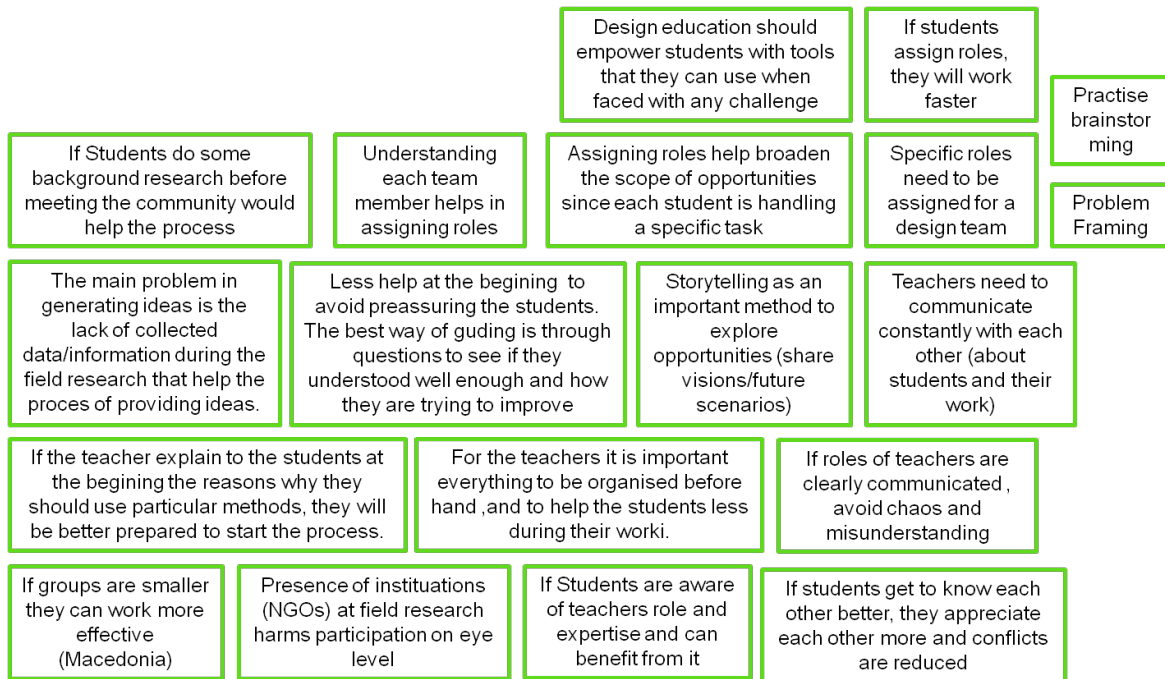 Design education should
empower students with tools
that they can use when
faced with any challenge
If students
assign roles,
they will work
faster
Practise
brainstor
ming
If Students do some
background research before
meeting the community would
help the process
Understanding
each team
member helps in
assigning roles
Assigning roles help broaden
the scope of opportunities
since each student is handling
a specific task
Specific roles
need to be
assigned for a
design team
Problem
Framing
The main problem in
generating ideas is the
lack of collected
data/information during the
field research that help the
proces of providing ideas.
Less help at the begining to
avoid preassuring the students.
The best way of guding is through
questions to see if they
understood well enough and how
they are trying to improve
Storytelling as an
important method to
explore
opportunities (share
visions/future
scenarios)
Teachers need to
communicate
constantly with each
other (about
students and their
work)
If the teacher explain to the students at
the begining the reasons why they
should use particular methods, they will
be better prepared to start the process.
For the teachers it is important
everything to be organised before
hand ,and to help the students less
during their worki.
If roles of teachers are
clearly communicated ,
avoid chaos and
misunderstanding
If groups are smaller
they can work more
effective
(Macedonia)
Presence of instituations
(NGOs) at field research
harms participation on eye
level
If Students are aware
of teachers role and
expertise and can
benefit from it
If students get to know each
other better, they appreciate
each other more and conflicts
are reduced